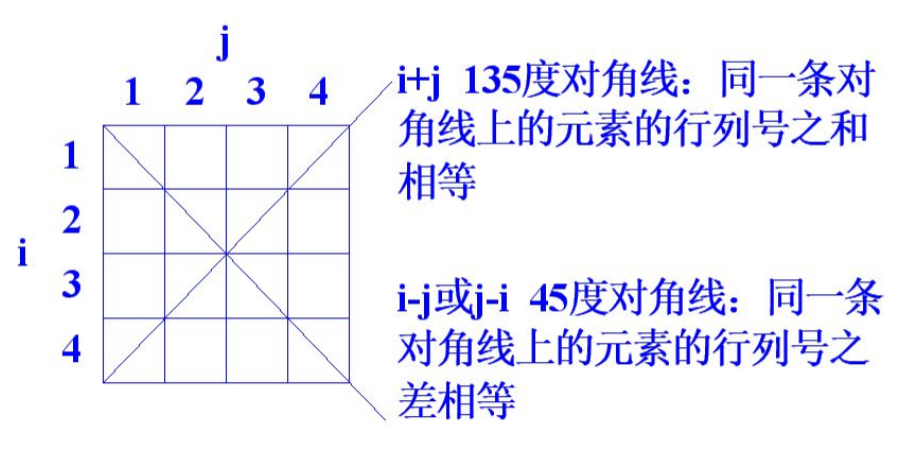 j
1 2 3 4
1
2
i
3
4
i+j 135度对角线：同一条对
角线上的元素的行列号之和
相等
i-j或j-i 45度对角线：同一条
对角线上的元素的行列号之
差相等